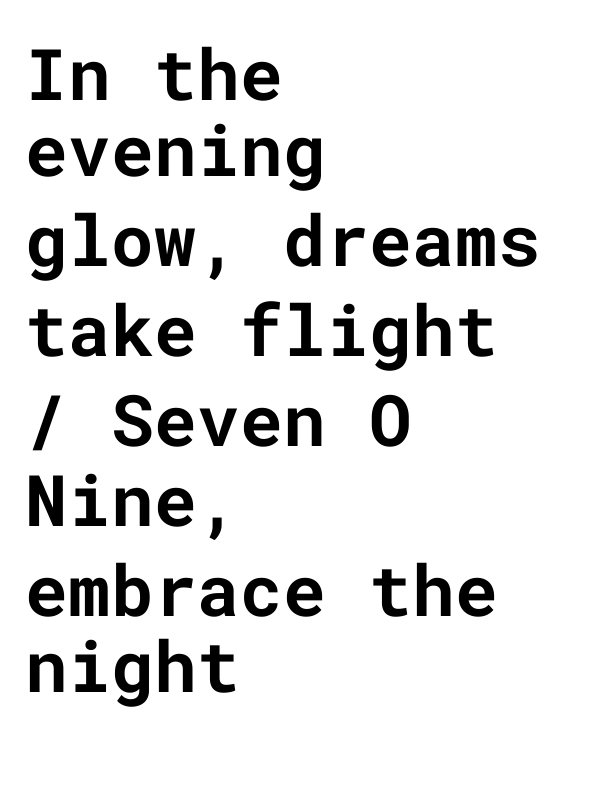 In the
evening
glow, dreams
take flight
/ Seven O
Nine,
embrace the
night